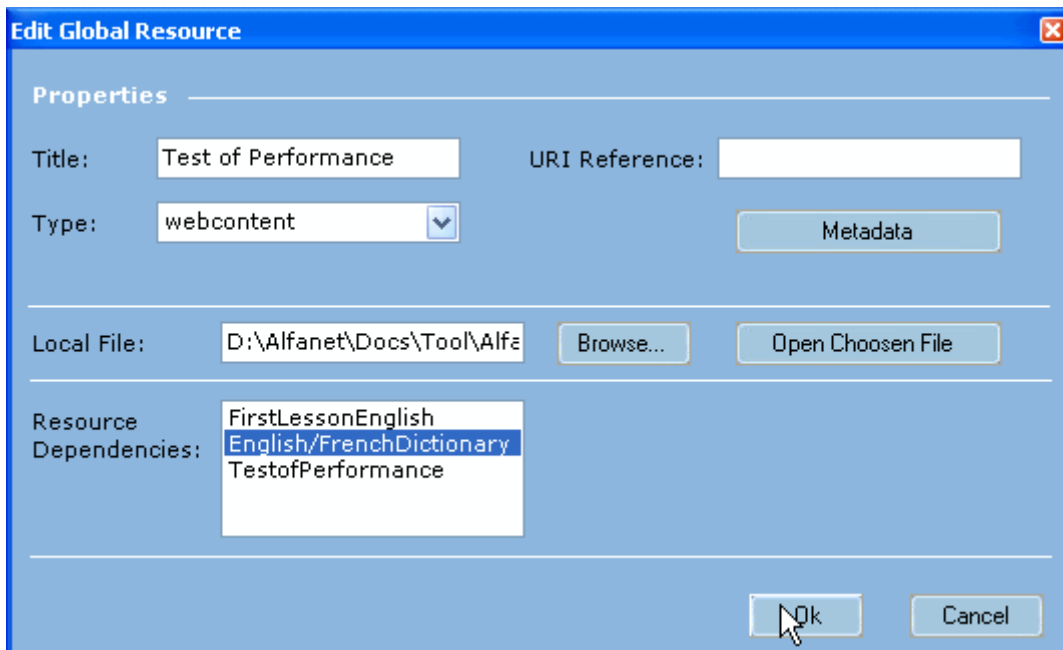 Edit Global Resource
Properties
Title: Test of Performance URI Reference:
Type: webcontent Metadata
Local File: D:\Alfanet\Docs\Tool\Alfa Browse... Open Choosen File
Resource Dependencies:
FirstLessonEnglish
English/FrenchDictionary
TestofPerformance
Ok Cancel